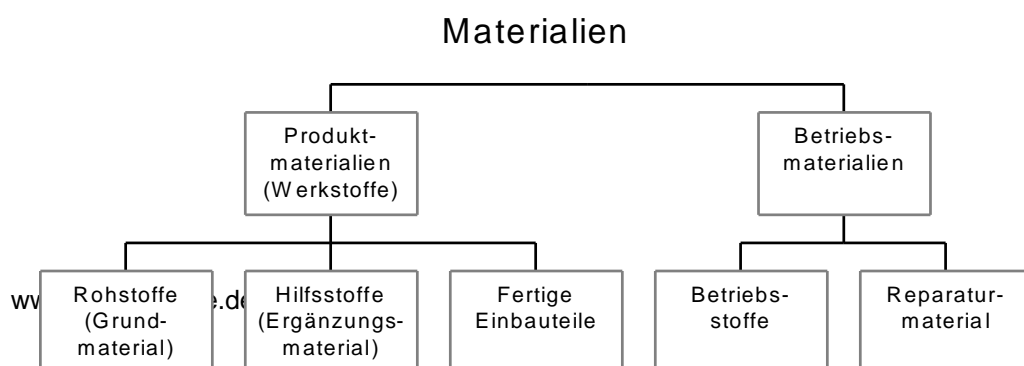 Materialien
Produkt-
materialien
(Werkstoffe)
Betriebs-
materialien
Rohstoffe
(Grund-
material)
Hilfsstoffe
(Ergänzungs-
material)
Fertige
Einbauteile
Betriebs-
stoffe
Reparatur-
material